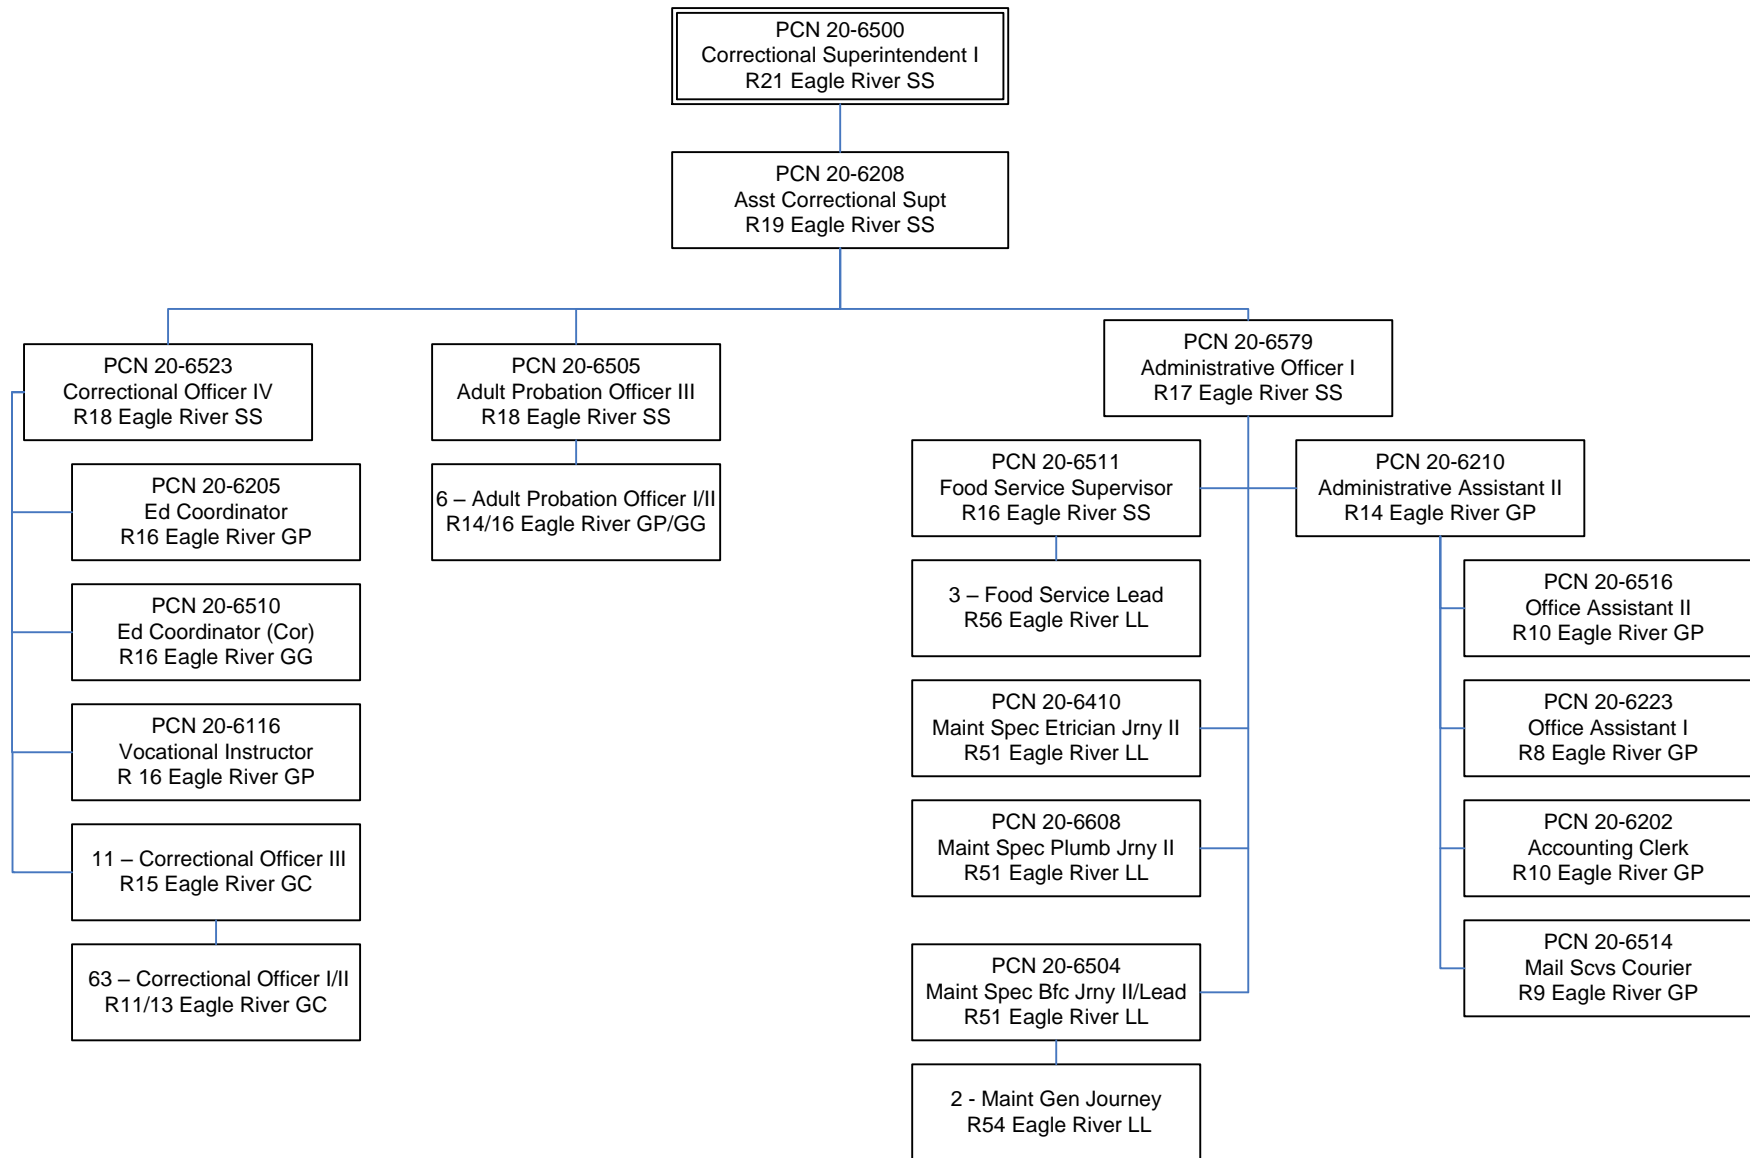 PCN 20-6500
Correctional Superintendent I
R21 Eagle River SS
PCN 20-6208
Asst Correctional Supt
R19 Eagle River SS
PCN 20-6523
Correctional Officer IV
R18 Eagle River SS
PCN 20-6205
Ed Coordinator
R16 Eagle River GP
PCN 20-6510
Ed Coordinator (Cor)
R16 Eagle River GG
PCN 20-6116
Vocational Instructor
R 16 Eagle River GP
11 – Correctional Officer III
R15 Eagle River GC
63 – Correctional Officer I/II
R11/13 Eagle River GC
PCN 20-6505
Adult Probation Officer III
R18 Eagle River SS
6 – Adult Probation Officer I/II
R14/16 Eagle River GP/GG
PCN 20-6579
Administrative Officer I
R17 Eagle River SS
PCN 20-6511
Food Service Supervisor
R16 Eagle River SS
3 – Food Service Lead
R56 Eagle River LL
PCN 20-6410
Maint Spec Etrician Jrny II
R51 Eagle River LL
PCN 20-6608
Maint Spec Plumb Jrny II
R51 Eagle River LL
PCN 20-6504
Maint Spec Bfc Jrny II/Lead
R51 Eagle River LL
2 - Maint Gen Journey
R54 Eagle River LL
PCN 20-6210
Administrative Assistant II
R14 Eagle River GP
PCN 20-6516
Office Assistant II
R10 Eagle River GP
PCN 20-6223
Office Assistant I
R8 Eagle River GP
PCN 20-6202
Accounting Clerk
R10 Eagle River GP
PCN 20-6514
Mail Scvs Courier
R9 Eagle River GP